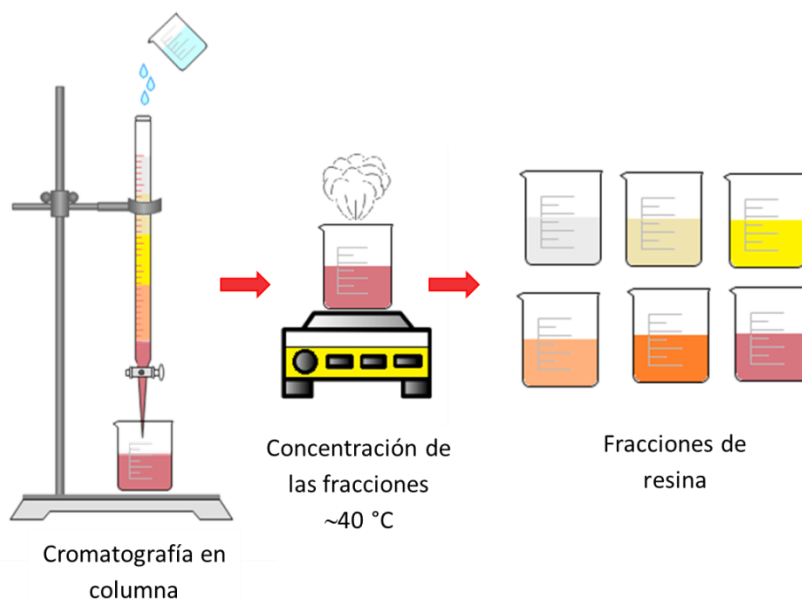 Cromatografía en
columna
Concentración de
las fracciones
~40 °C
Fracciones de
resina